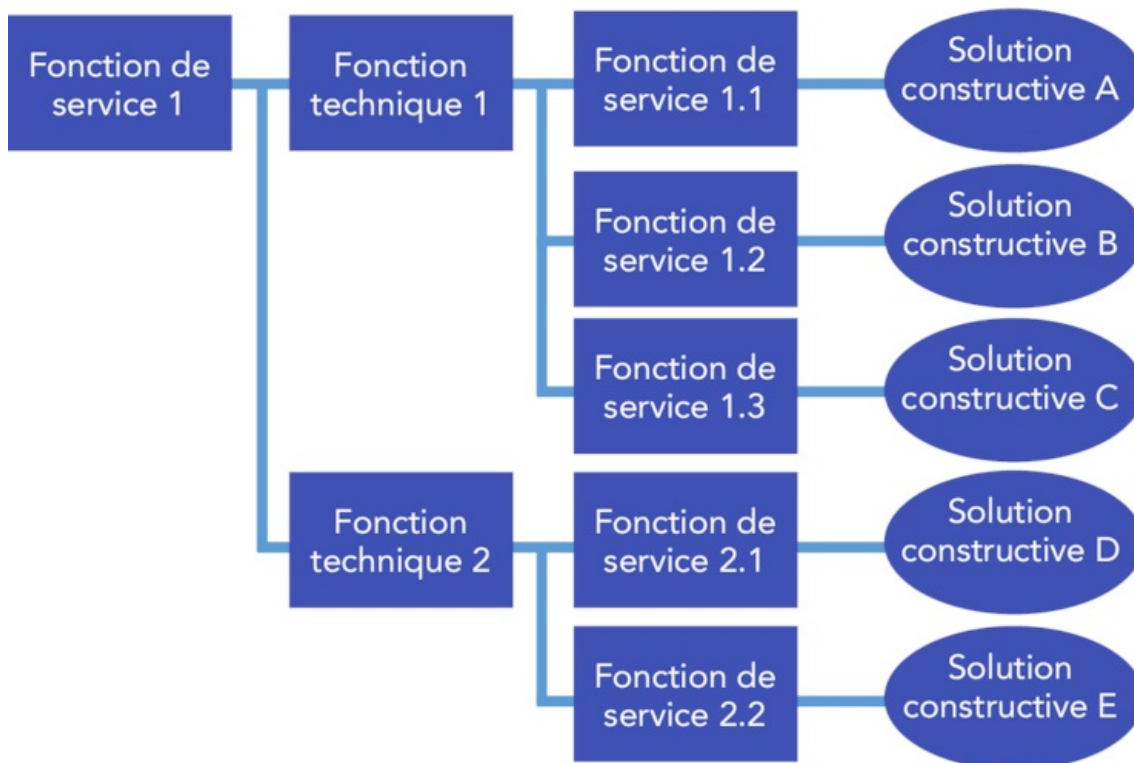 Fonction de
service 1
Fonction
technique 1
Fonction de
service 1.1
Solution
constructive A
Fonction de
service 1.2
Solution
constructive B
Fonction de
service 1.3
Solution
constructive C
Fonction
technique 2
Fonction de
service 2.1
Solution
constructive D
Fonction de
service 2.2
Solution
constructive E